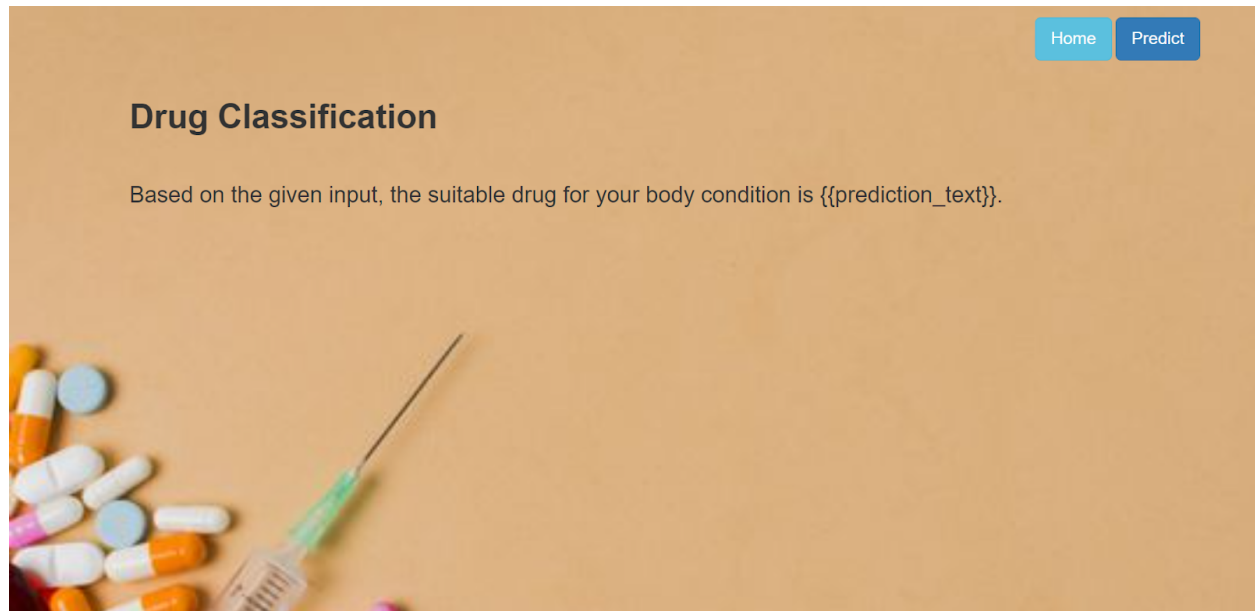 Home Predict
Drug Classification
Based on the given input, the suitable drug for your body condition is {{prediction_text}}.